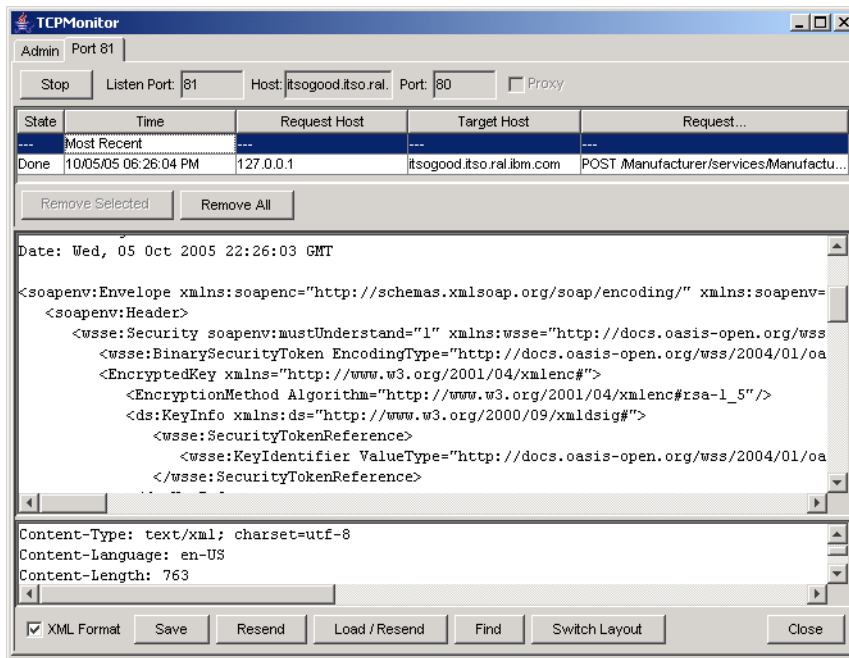 TCPMonitor
Admin Port 81
Stop Listen Port: 81 Host: itsogood.itso.ral. Port: 80 Proxy
State Time Request Host Target Host Request...
--- Most Recent --- --- ---
Done 10/05/05 06:26:04 PM 127.0.0.1 itsogood.itso.ral.ibm.com POST /Manufacturer/services/Manufactu...
Remove Selected Remove All
Date: Wed, 05 Oct 2005 22:26:03 GMT
<soapenv:Envelope xmlns:soapenc="http://schemas.xmlsoap.org/soap/encoding/" xmlns:soapenv=
<soapenv:Header>
<wsse:Security soapenv:mustUnderstand="1" xmlns:wsse="http://docs.oasis-open.org/wss
<wsse:BinarySecurityToken EncodingType="http://docs.oasis-open.org/wss/2004/01/oa
<EncryptedKey xmlns="http://www.w3.org/2001/04/xmlenc#">
<EncryptionMethod Algorithm="http://www.w3.org/2001/04/xmlenc#rsa-1_5"/>
<ds:KeyInfo xmlns:ds="http://www.w3.org/2000/09/xmldsig#">
<wsse:SecurityTokenReference>
<wsse:KeyIdentifier ValueType="http://docs.oasis-open.org/wss/2004/01/oa
</wsse:SecurityTokenReference>
Content-Type: text/xml; charset=utf-8
Content-Language: en-US
Content-Length: 763
XML Format Save Resend Load / Resend Find Switch Layout Close